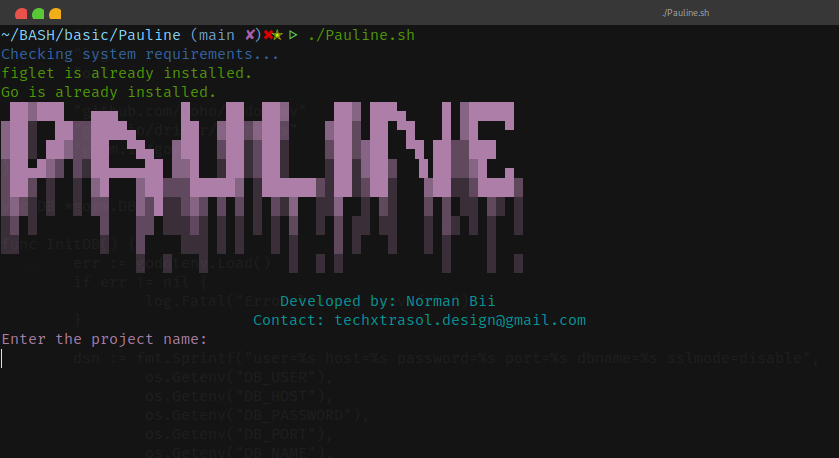 ./Pauline.sh
~/BASH/basic/Pauline (main ✘)✖★ ▷ ./Pauline.sh
Checking system requirements...
figlet is already installed.
Go is already installed.
PAULINE
func InitDB() {
err := godotenv.Load()
if err != nil {
log.Fatal("Error
Developed by: Norman Bii
}
Contact: techxtrasol.design@gmail.com
Enter the project name:
dsn := fmt.Sprintf("user=%s host=%s password=%s port=%s dbname=%s sslmode=disable",
os.Getenv("DB_USER"),
os.Getenv("DB_HOST"),
os.Getenv("DB_PASSWORD"),
os.Getenv("DB_PORT"),
os.Getenv("DB_NAME"),